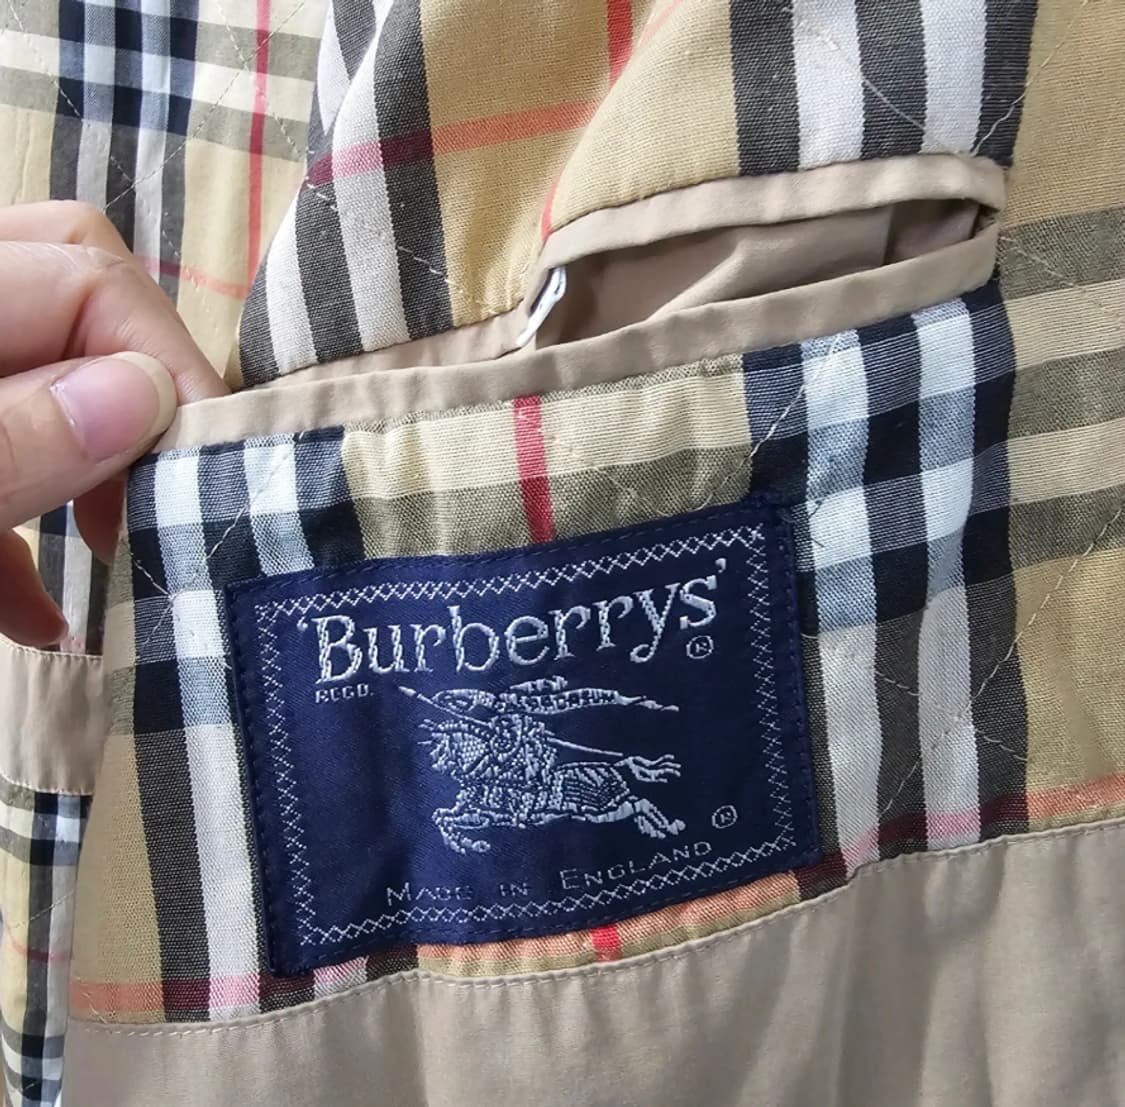 'Burberrys'®
REGD.
®
MADE IN ENGLAND